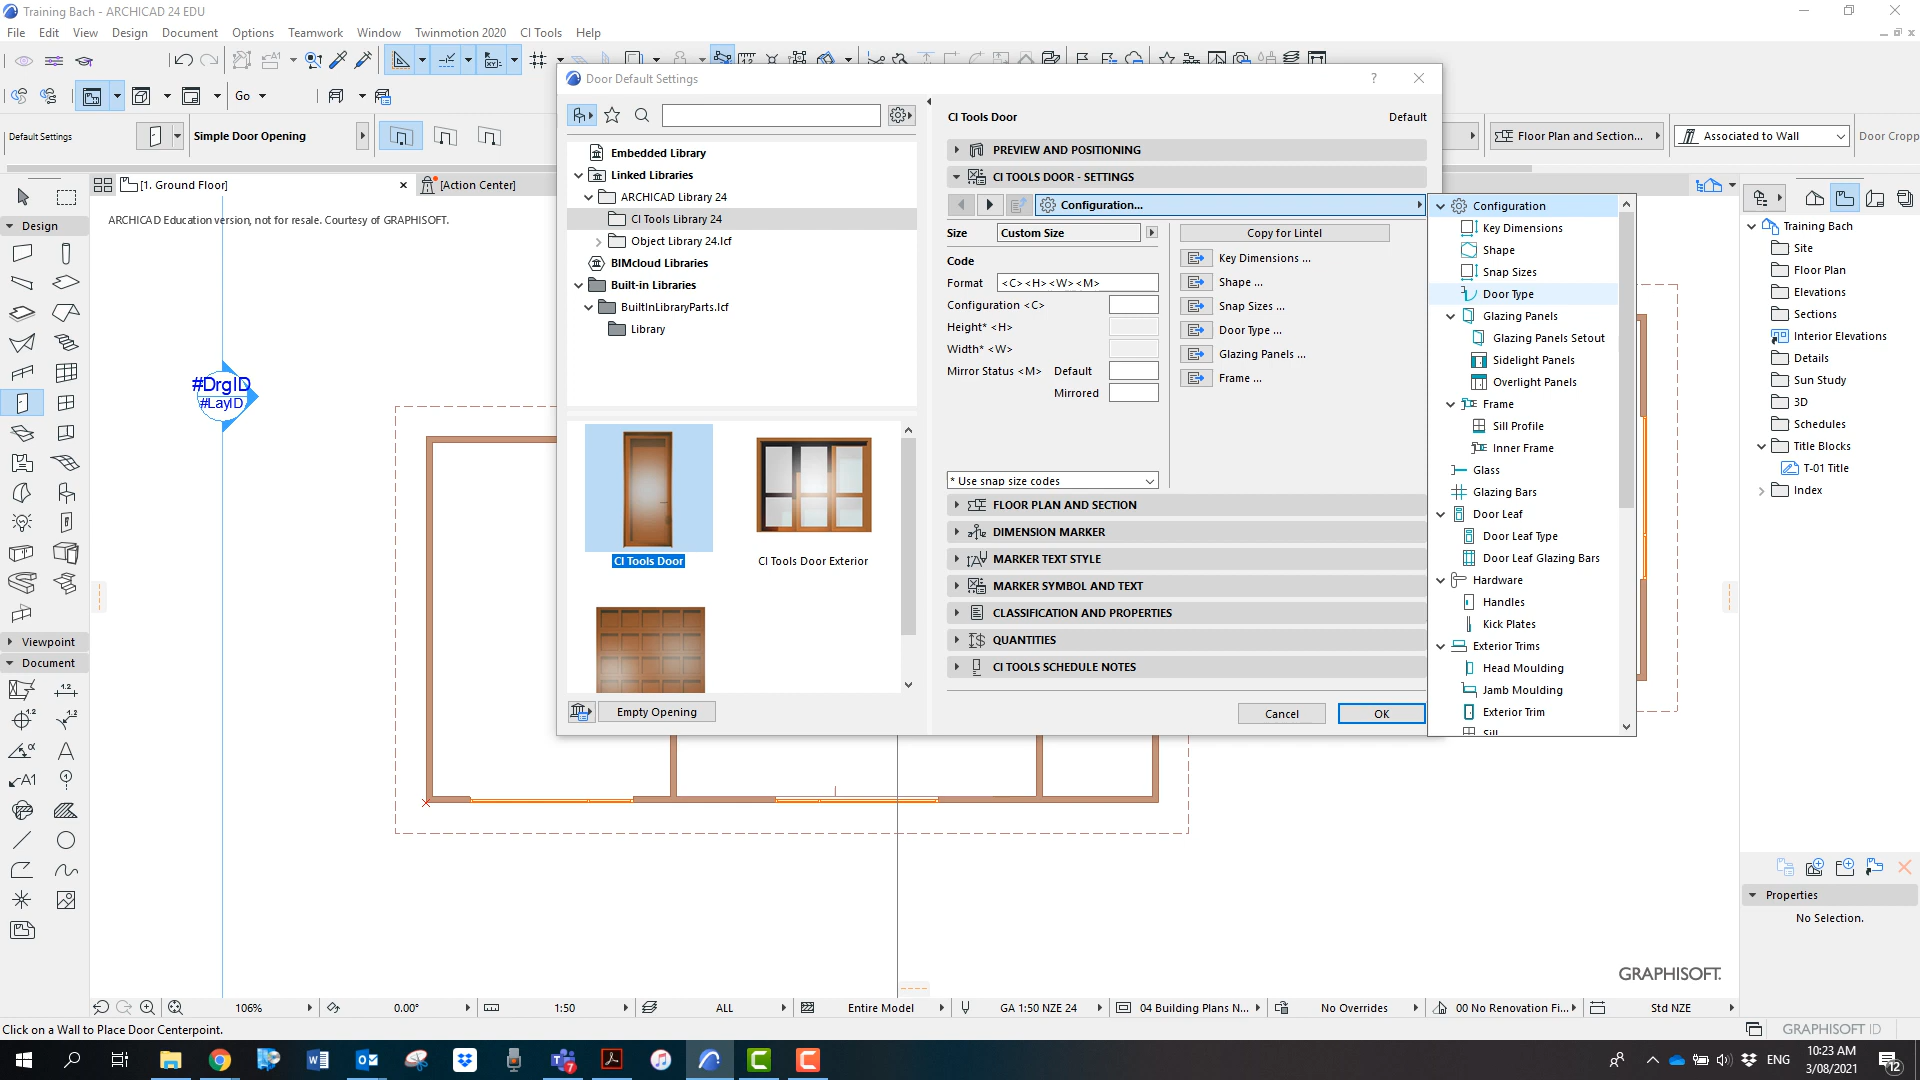 Training Bach - ARCHICAD 24 EDU
File Edit View Design Document Options Teamwork Window Twinmotion 2020 CI Tools Help
Go
Default Settings
Simple Door Opening
Floor Plan and Section...
Associated to Wall
Door Cropp
[1. Ground Floor]
[Action Center]
ARCHICAD Education version, not for resale. Courtesy of GRAPHISOFT.
Design
Viewpoint
Document
#DrgID
#LayID
Door Default Settings
Embedded Library
Linked Libraries
ARCHICAD Library 24
CI Tools Library 24
Object Library 24.lcf
BIMcloud Libraries
Built-in Libraries
BuiltInLibraryParts.lcf
Library
CI Tools Door
CI Tools Door Exterior
Empty Opening
CI Tools Door
Default
PREVIEW AND POSITIONING
CI TOOLS DOOR - SETTINGS
Configuration...
Size
Custom Size
Code
Format
<C><H><W><M>
Configuration <C>
Height* <H>
Width* <W>
Mirror Status <M> Default
Mirrored
* Use snap size codes
Copy for Lintel
Key Dimensions ...
Shape ...
Snap Sizes ...
Door Type ...
Glazing Panels ...
Frame ...
FLOOR PLAN AND SECTION
DIMENSION MARKER
MARKER TEXT STYLE
MARKER SYMBOL AND TEXT
CLASSIFICATION AND PROPERTIES
QUANTITIES
CI TOOLS SCHEDULE NOTES
Cancel
OK
Configuration
Key Dimensions
Shape
Snap Sizes
Door Type
Glazing Panels
Glazing Panels Setout
Sidelight Panels
Overlight Panels
Frame
Sill Profile
Inner Frame
Glass
Glazing Bars
Door Leaf
Door Leaf Type
Door Leaf Glazing Bars
Hardware
Handles
Kick Plates
Exterior Trims
Head Moulding
Jamb Moulding
Exterior Trim
Sill
Training Bach
Site
Floor Plan
Elevations
Sections
Interior Elevations
Details
Sun Study
3D
Schedules
Title Blocks
T-01 Title
Index
Properties
No Selection.
GRAPHISOFT.
106%
0.00°
1:50
ALL
Entire Model
GA 1:50 NZE 24
04 Building Plans N...
No Overrides
00 No Renovation Fi...
Std NZE
Click on a Wall to Place Door Centerpoint.
GRAPHISOFT ID
ENG
10:23 AM
3/08/2021